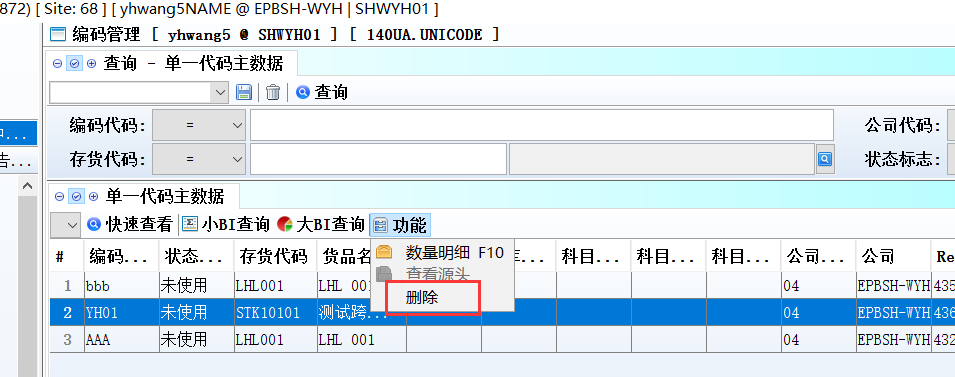 872) [ Site: 68 ] [ yhwang5NAME @ EPBSH-WYH | SHWYH01 ]
编码管理 [ yhwang5 @ SHWYH01 ] [ 140UA.UNICODE ]
查询 - 单一代码主数据
查询
编码代码: = 公司代码:
存货代码: = 状态标志:
单一代码主数据
快速查看 小BI查询 大BI查询 功能
# 编码... 状态... 存货代码 货品名 ... 科目... 科目... 科目... 公司... 公司 Re
数量明细 F10
查看源头
删除
1 bbb 未使用 LHL001 LHL 001 04 EPBSH-WYH 435
2 YH01 未使用 STK10101 测试跨... 04 EPBSH-WYH 436
3 AAA 未使用 LHL001 LHL 001 04 EPBSH-WYH 432
告...